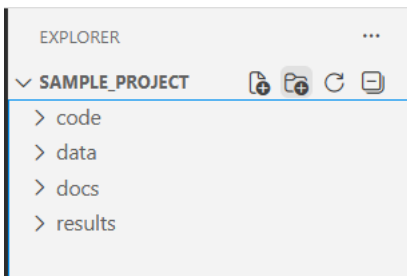 EXPLORER
SAMPLE_PROJECT
code
data
docs
results